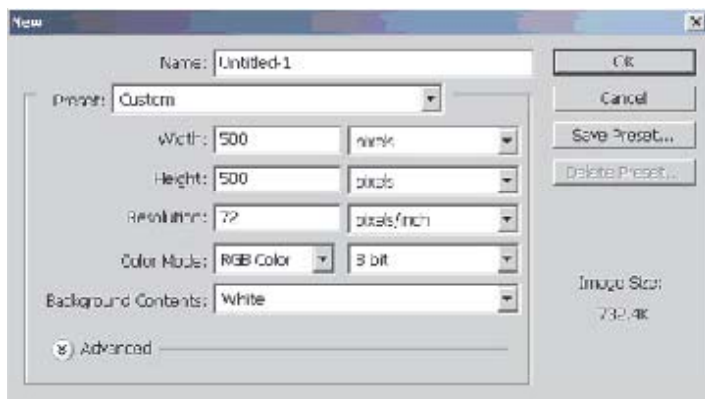 New
Name: Untitled-1
OK
Preset: Custom
Cancel
Width: 500 pixels
Save Preset...
Height: 500 pixels
Delete Preset...
Resolution: 72 pixels/inch
Color Mode: RGB Color 8 bit
Image Size:
732.4K
Background Contents: White
Advanced